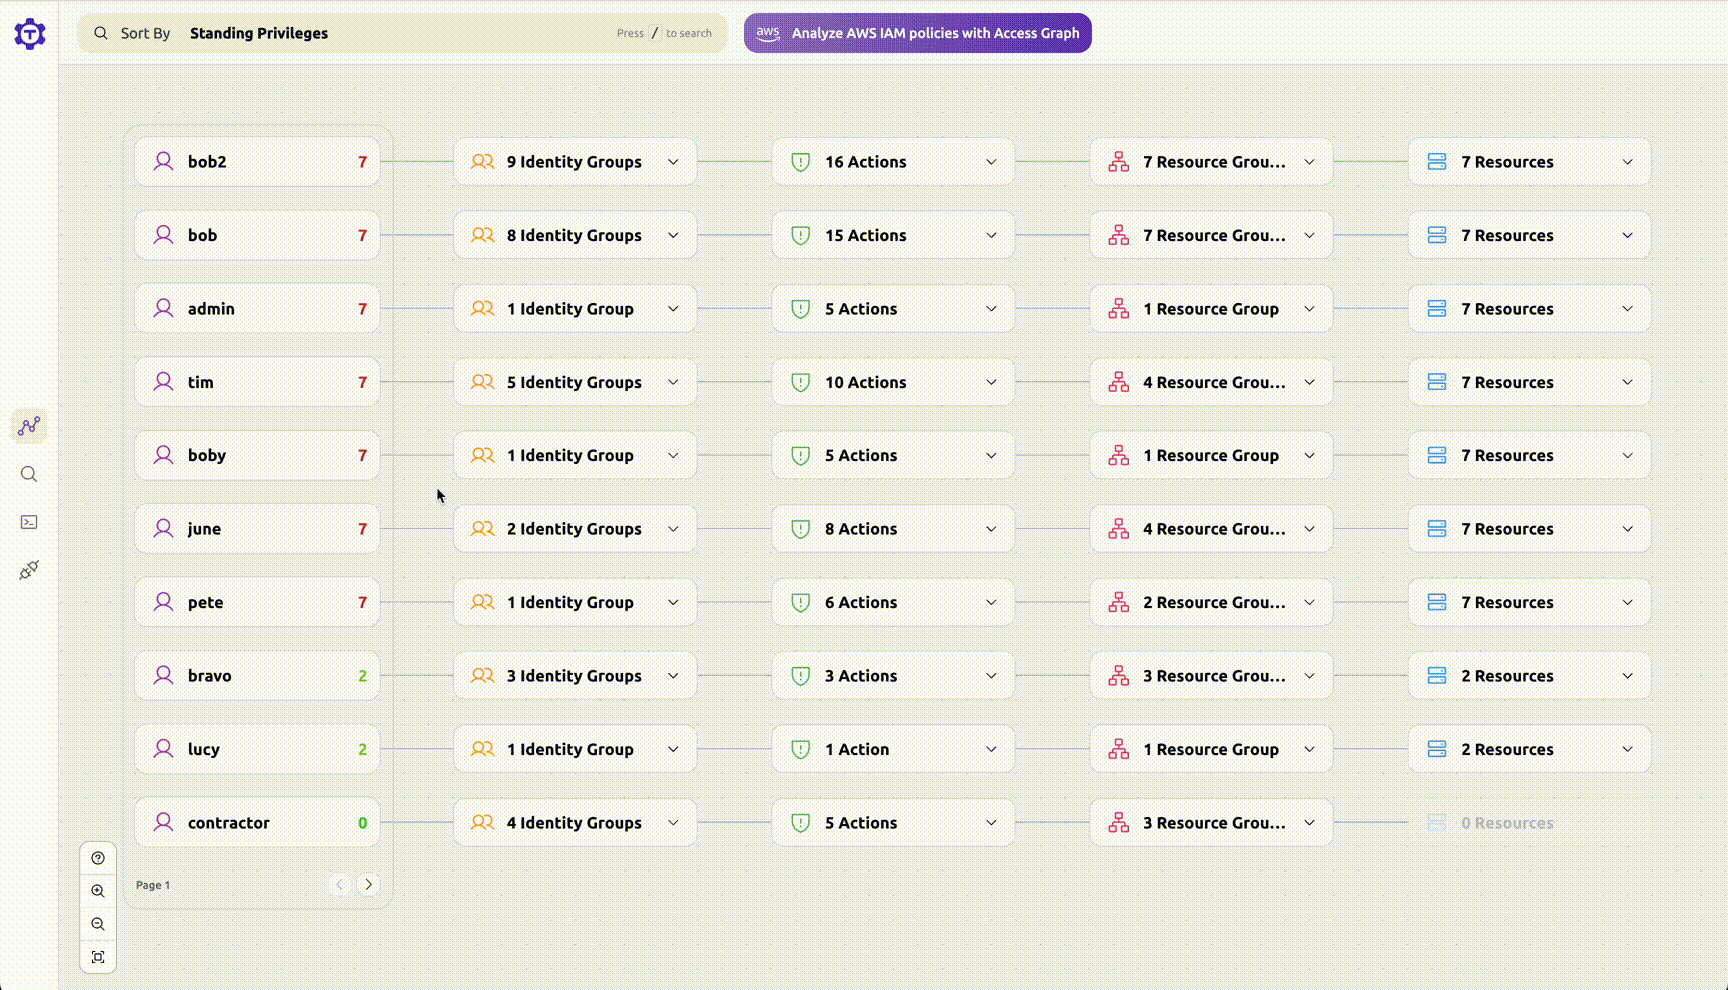 Sort By Standing Privileges Press / to search aws Analyze AWS IAM policies with Access Graph
bob2 7 9 Identity Groups 16 Actions 7 Resource Grou... 7 Resources
bob 7 8 Identity Groups 15 Actions 7 Resource Grou... 7 Resources
admin 7 1 Identity Group 5 Actions 1 Resource Group 7 Resources
tim 7 5 Identity Groups 10 Actions 4 Resource Grou... 7 Resources
boby 7 1 Identity Group 5 Actions 1 Resource Group 7 Resources
june 7 2 Identity Groups 8 Actions 4 Resource Grou... 7 Resources
pete 7 1 Identity Group 6 Actions 2 Resource Grou... 7 Resources
bravo 2 3 Identity Groups 3 Actions 3 Resource Grou... 2 Resources
lucy 2 1 Identity Group 1 Action 1 Resource Group 2 Resources
contractor 0 4 Identity Groups 5 Actions 3 Resource Grou... 0 Resources
Page 1